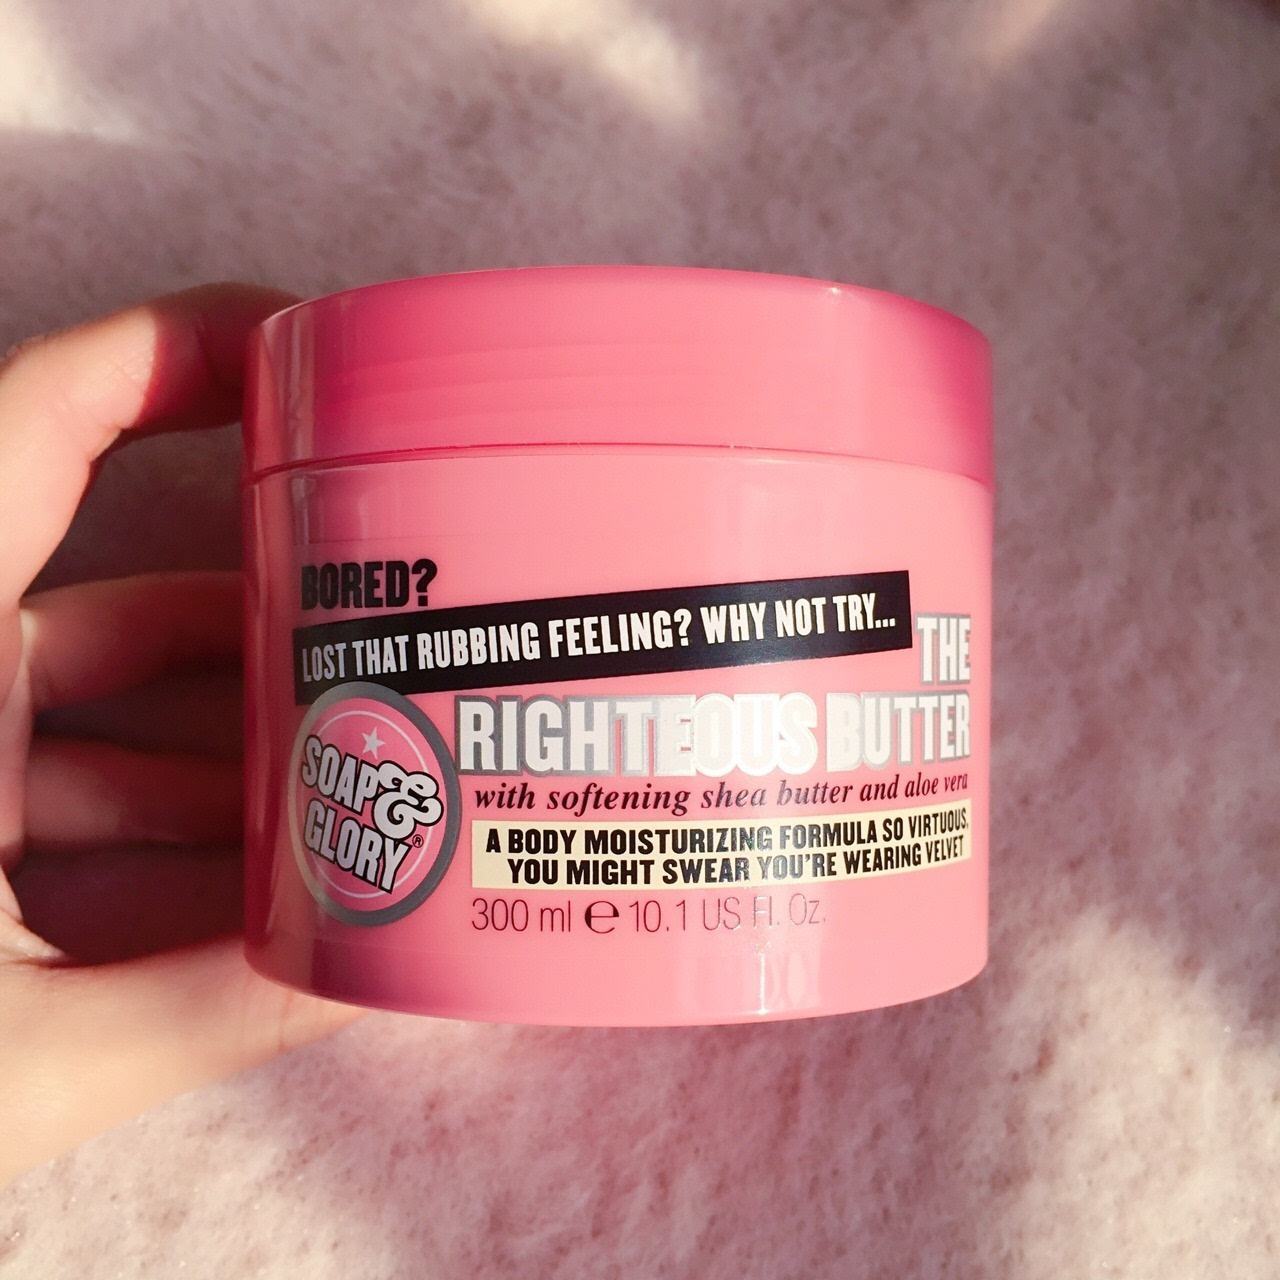 BORED?
LOST THAT RUBBING FEELING? WHY NOT TRY...
THE
RIGHTEOUS BUTTER
with softening shea butter and aloe vera
A BODY MOISTURIZING FORMULA SO VIRTUOUS,
YOU MIGHT SWEAR YOU'RE WEARING VELVET
300 ml ℮ 10.1 US Fl. Oz.
SOAP &
GLORY®